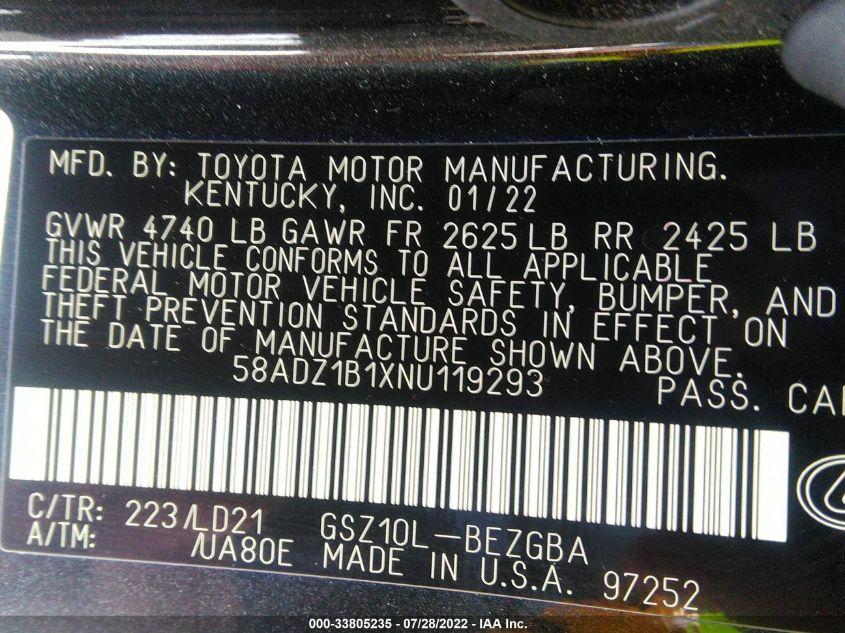 MFD. BY: TOYOTA MOTOR MANUFACTURING.
KENTUCKY, INC. 01/22
GVWR 4740 LB GAWR FR 2625 LB RR 2425 LB
THIS VEHICLE CONFORMS TO ALL APPLICABLE
FEDERAL MOTOR VEHICLE SAFETY, BUMPER, AND
THEFT PREVENTION STANDARDS IN EFFECT ON
THE DATE OF MANUFACTURE SHOWN ABOVE.
58ADZ1B1XNU119293 PASS. CA
C/TR: 223/LD21 GSZ10L-BEZGBA
A/TM: /UA80E MADE IN U.S.A. 97252
000-33805235 - 07/28/2022 - IAA Inc.